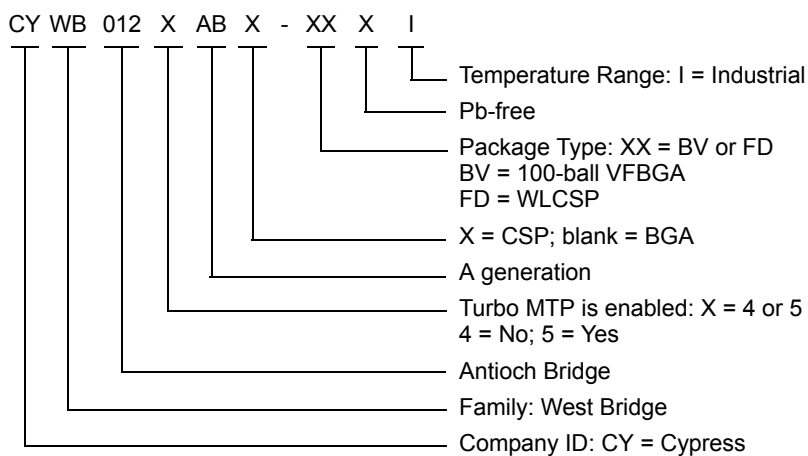 CY WB 012 X AB X - XX X I
Temperature Range: I = Industrial
Pb-free
Package Type: XX = BV or FD
BV = 100-ball VFBGA
FD = WLCSP
X = CSP; blank = BGA
A generation
Turbo MTP is enabled: X = 4 or 5
4 = No; 5 = Yes
Antioch Bridge
Family: West Bridge
Company ID: CY = Cypress